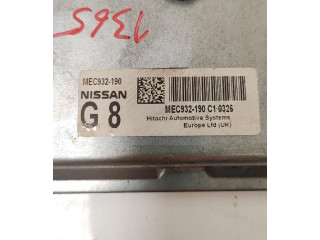 1365
MEC932-190
NISSAN
G 8
MEC932-190 C1 0326
Hitachi Automotive Systems
Europe Ltd (UK)